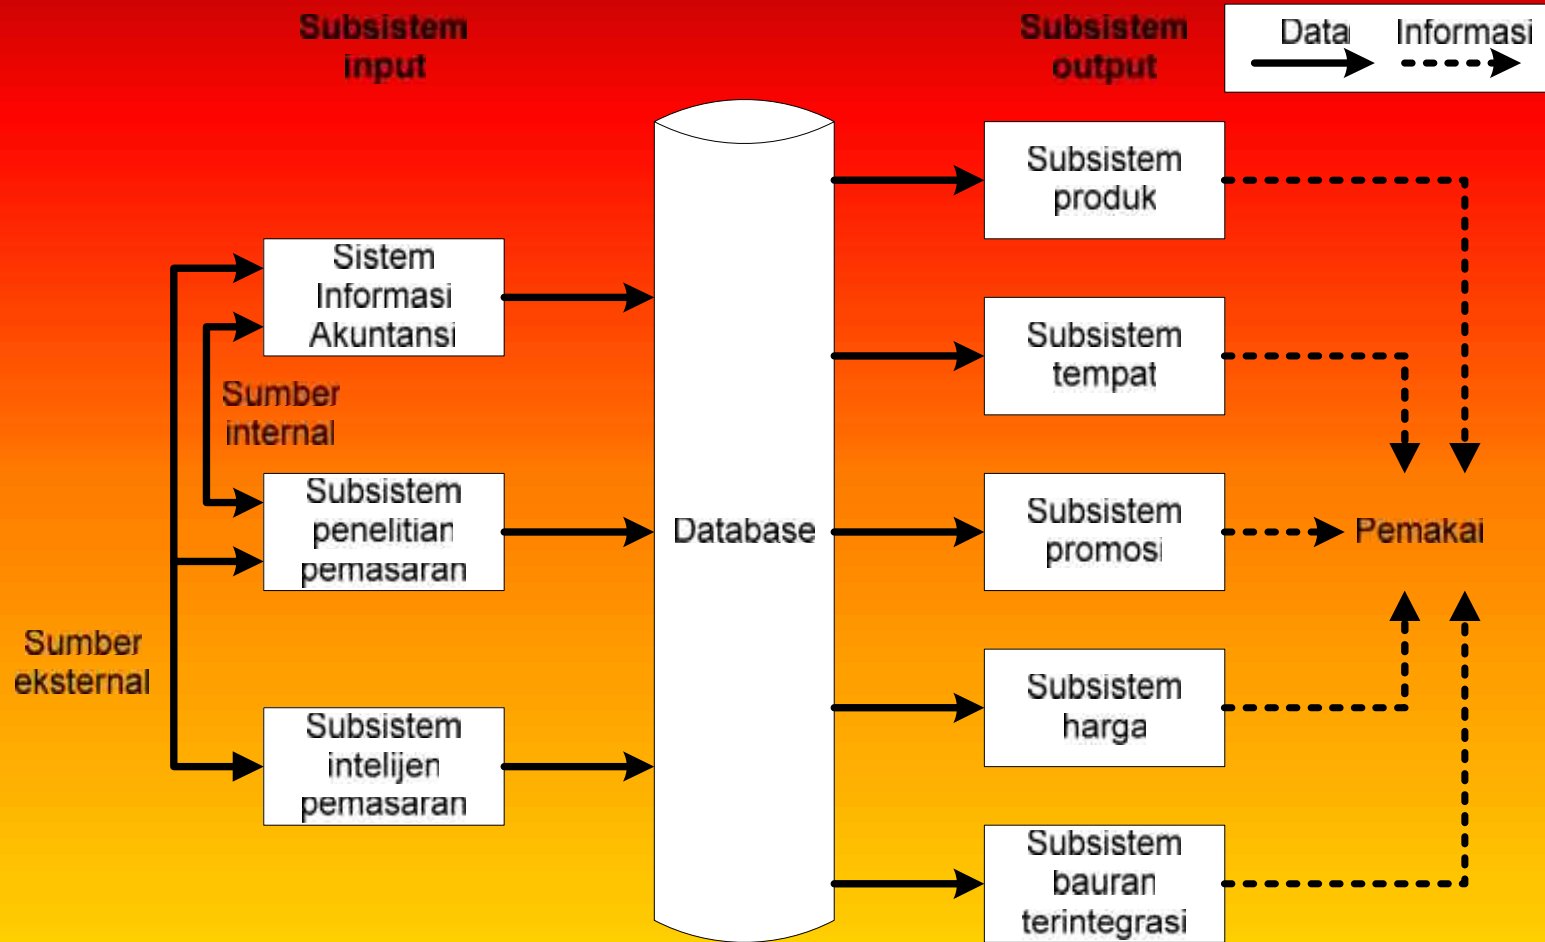 Subsistem
input
Subsistem
output
Data
Informasi
Sistem
Informasi
Akuntansi
Sumber
internal
Subsistem
penelitian
pemasaran
Sumber
eksternal
Subsistem
intelijen
pemasaran
Database
Subsistem
produk
Subsistem
tempat
Subsistem
promosi
Pemakai
Subsistem
harga
Subsistem
bauran
terintegrasi